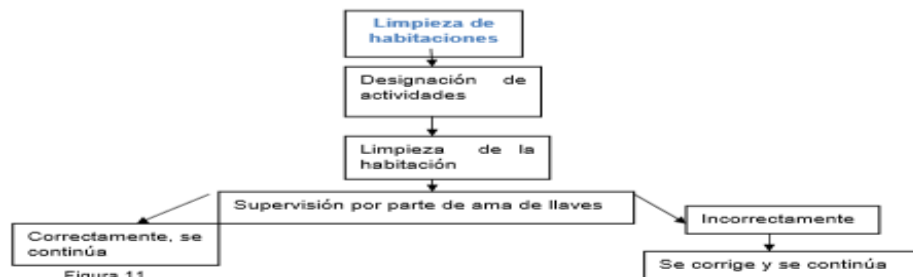 Limpieza de
habitaciones
Designación de
actividades
Limpieza de la
habitación
Supervisión por parte de ama de llaves
Incorrectamente
Correctamente, se
continúa
Se corrige y se continúa
Figura 11